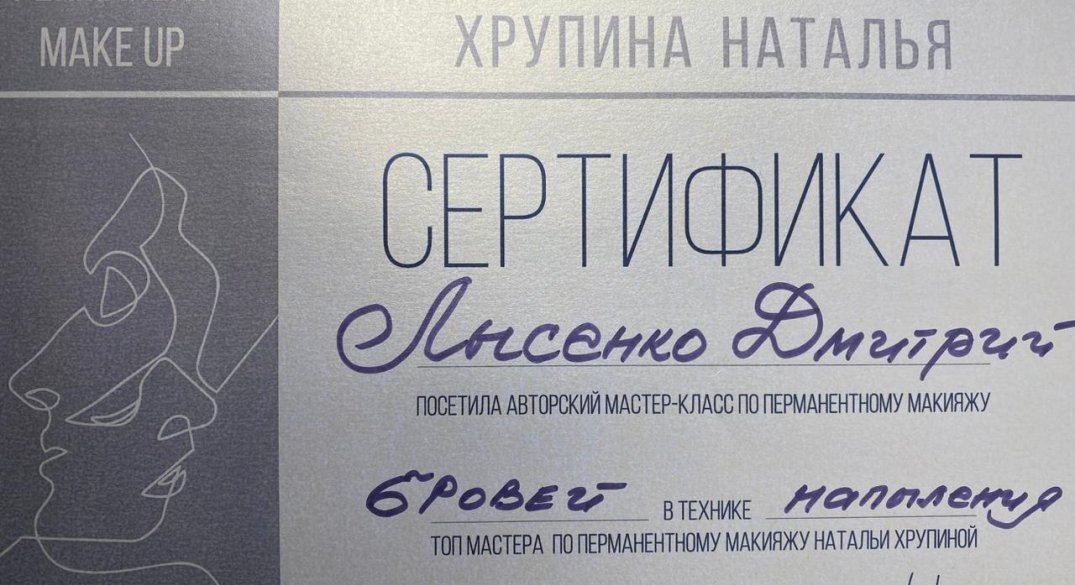 MAKE UP
ХРУПИНА НАТАЛЬЯ
СЕРТИФИКАТ
Лысенко Дмитрий
ПОСЕТИЛА АВТОРСКИЙ МАСТЕР-КЛАСС ПО ПЕРМАНЕНТНОМУ МАКИЯЖУ
бровей В ТЕХНИКЕ напыления
ТОП МАСТЕРА ПО ПЕРМАНЕНТНОМУ МАКИЯЖУ НАТАЛЬИ ХРУПИНОЙ